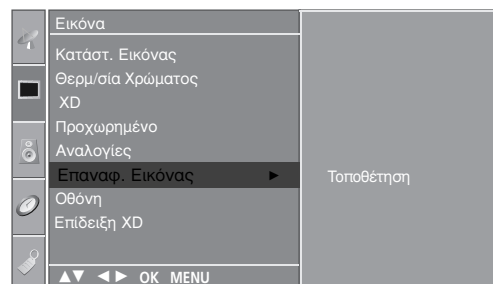 Εικόνα
Κατάστ. Εικόνας
Θερμ/σία Χρώματος
XD
Προχωρημένο
Αναλογίες
Επαναφ. Εικόνας ►
Τοποθέτηση
Οθόνη
Επίδειξη XD
▲▼ ◄► OK MENU